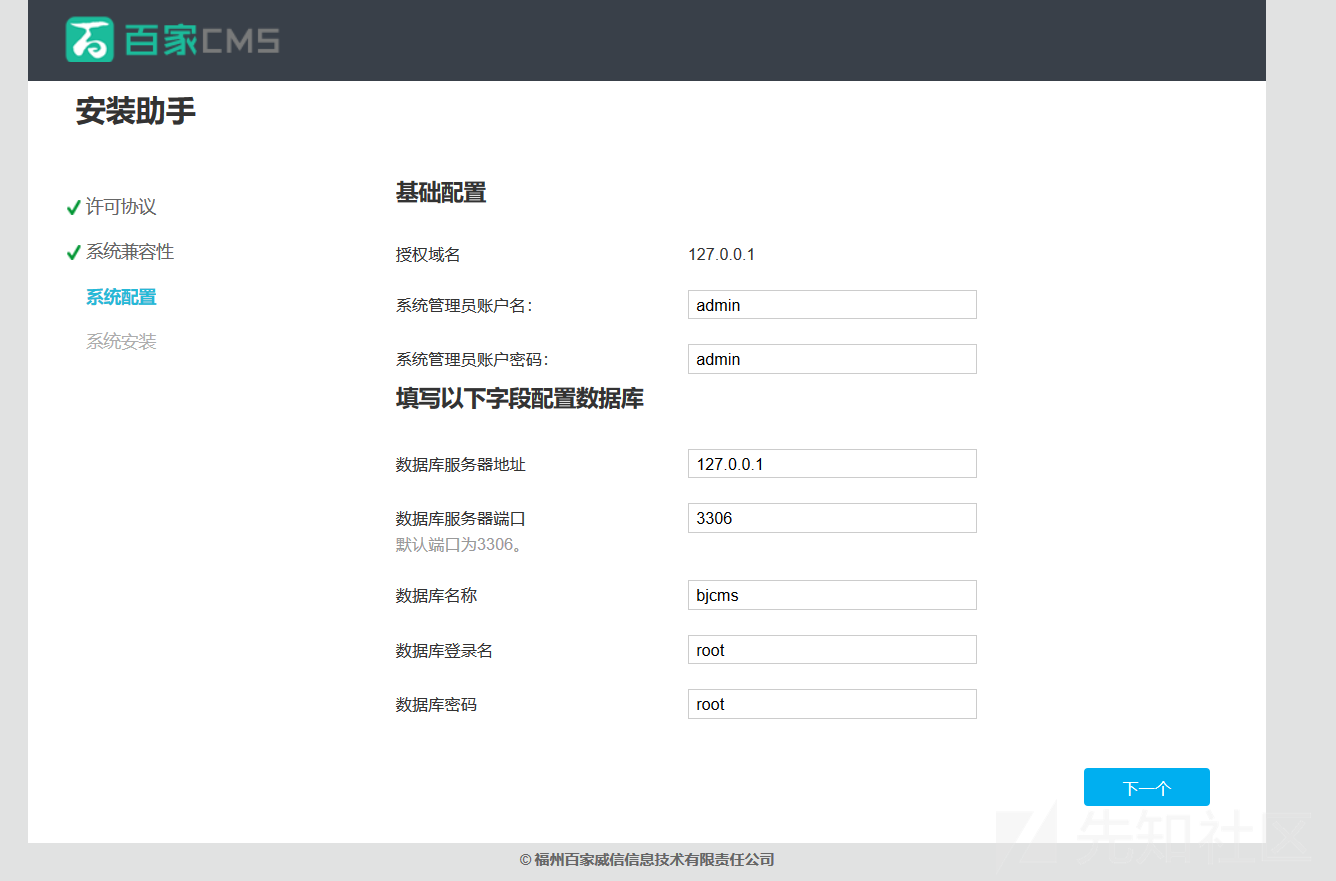 百家CMS
安装助手
许可协议
系统兼容性
系统配置
系统安装
基础配置
授权域名 127.0.0.1
系统管理员账户名: admin
系统管理员账户密码: admin
填写以下字段配置数据库
数据库服务器地址 127.0.0.1
数据库服务器端口 3306
默认端口为3306。
数据库名称 bjcms
数据库登录名 root
数据库密码 root
下一个
先知社区
© 福州百家威信信息技术有限责任公司